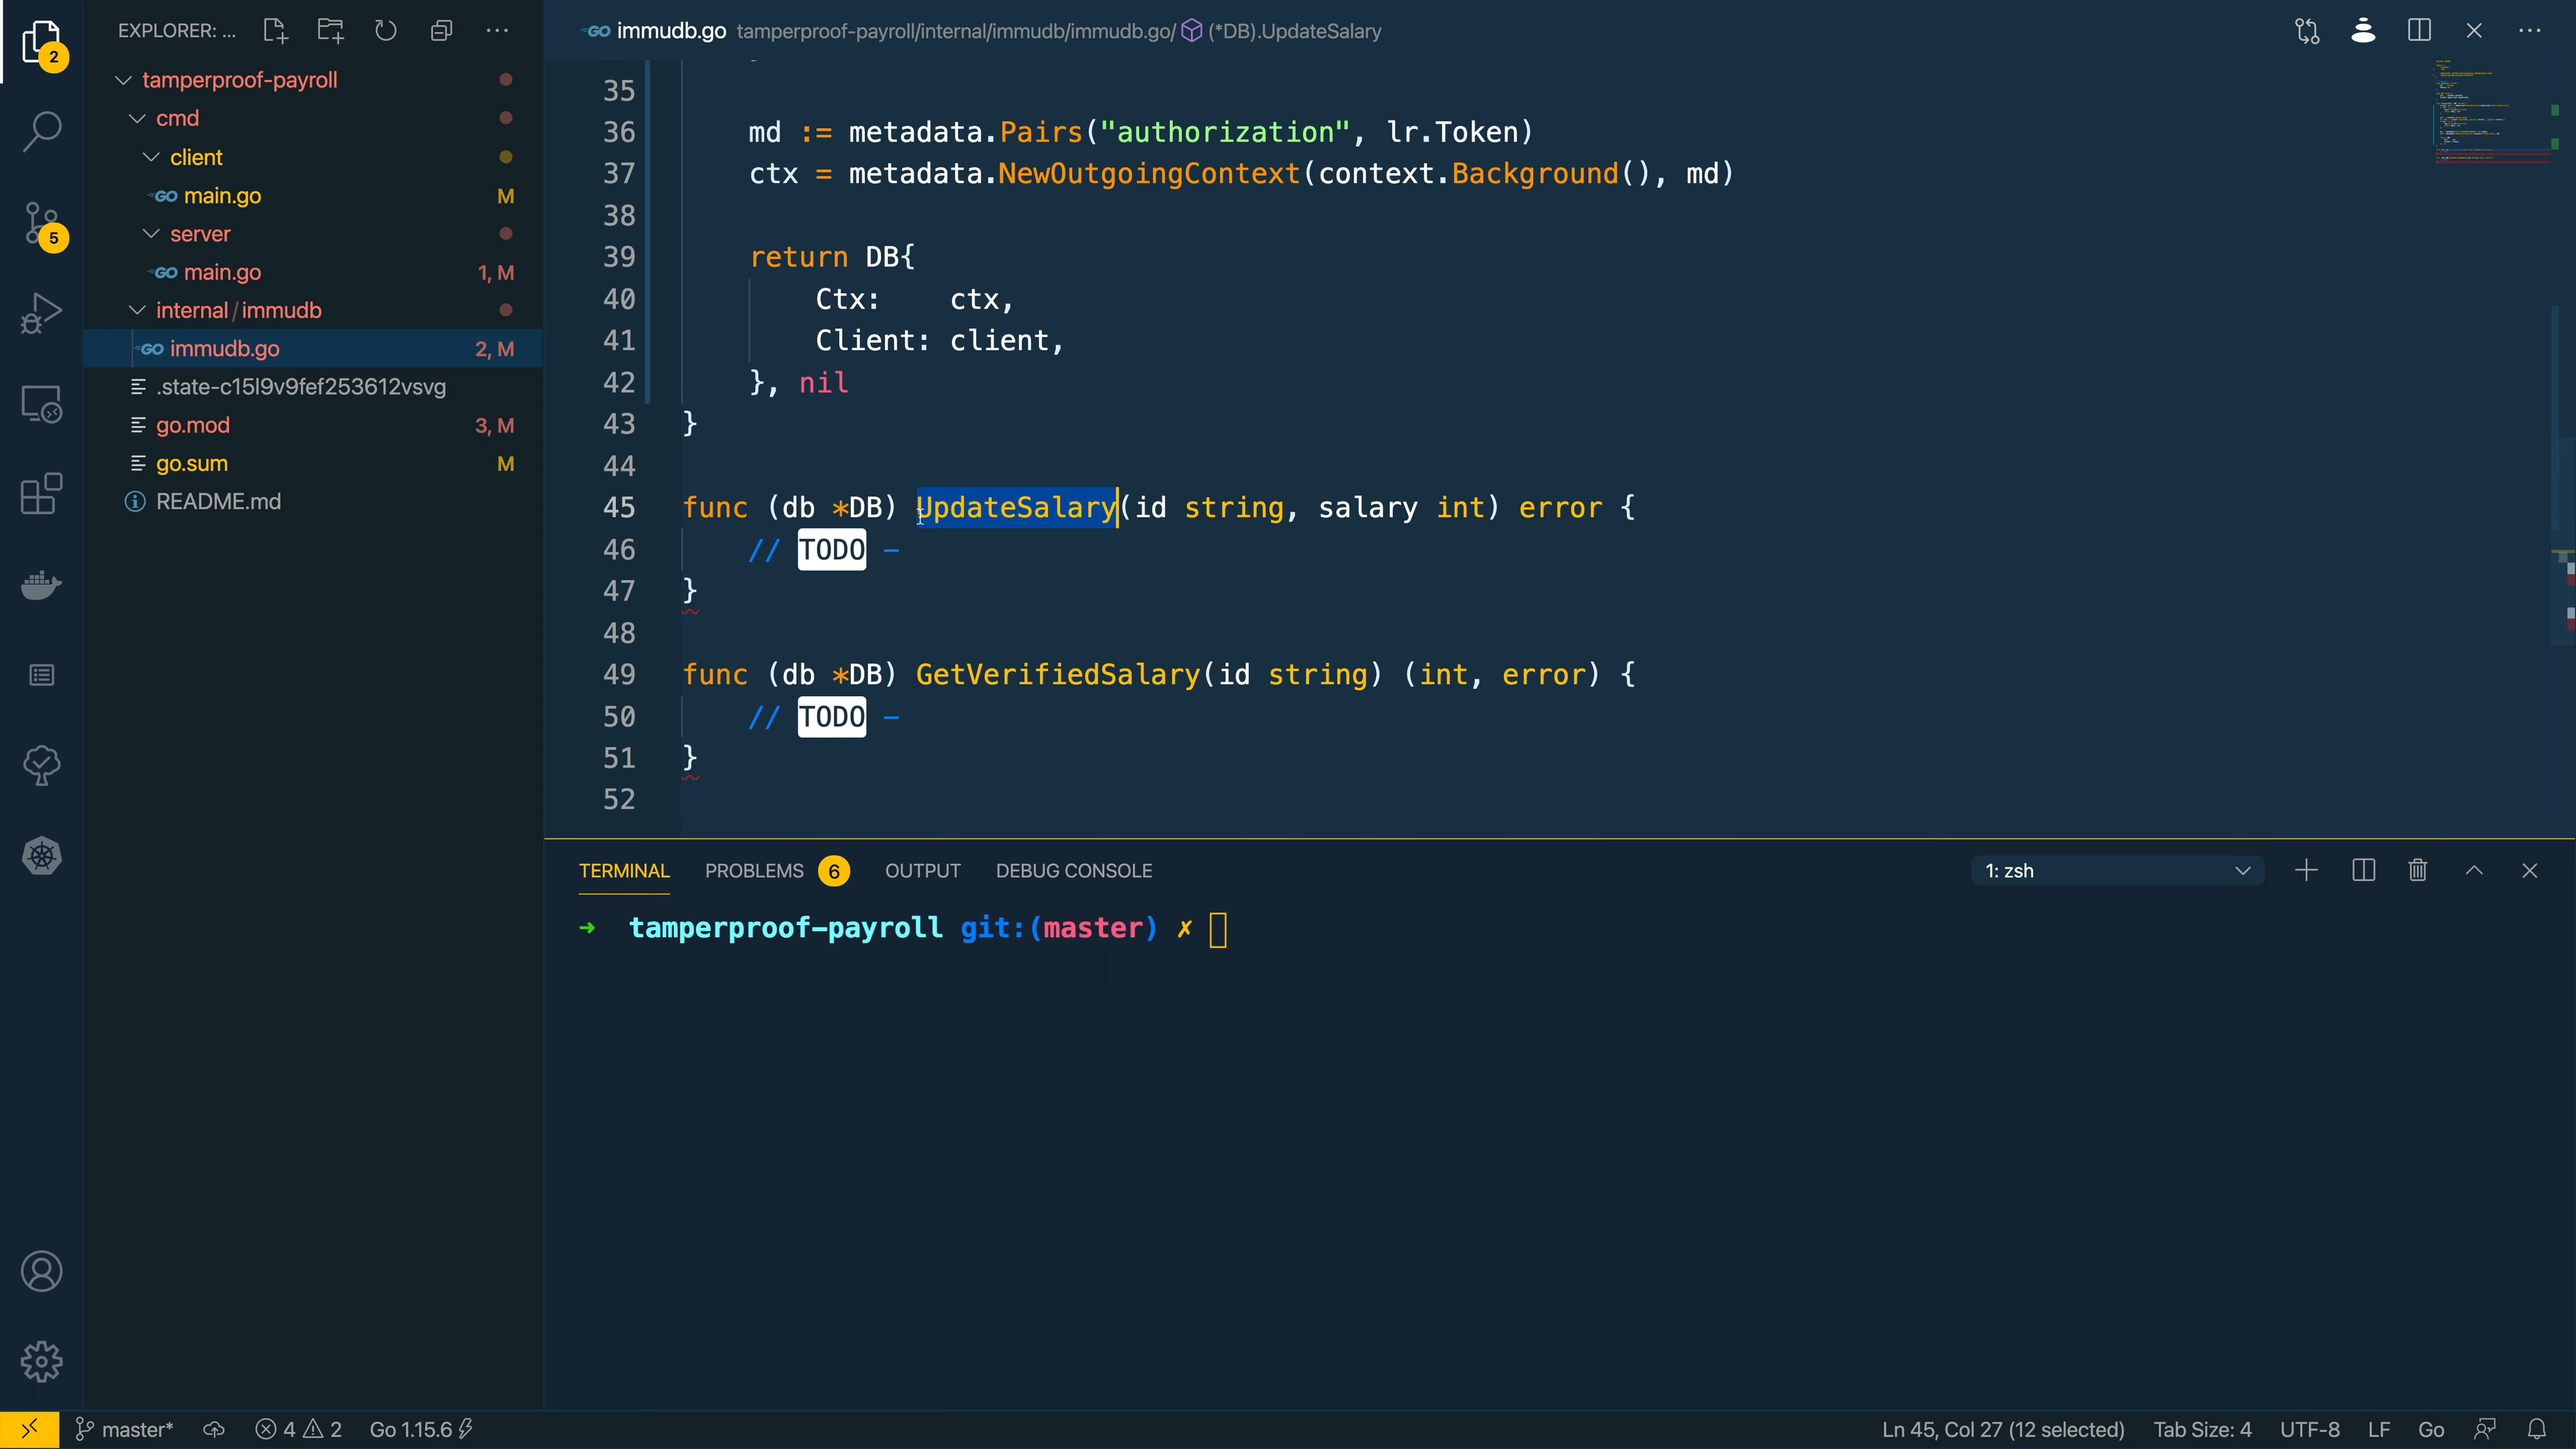 EXPLORER: ...
tamperproof-payroll
cmd
client
GO main.go M
server
GO main.go 1, M
internal / immudb
GO immudb.go 2, M
.state-c15l9v9fef253612vsvg
go.mod 3, M
go.sum M
README.md
2
5
GO immudb.go tamperproof-payroll/internal/immudb/immudb.go/ (*DB).UpdateSalary
35
36 md := metadata.Pairs("authorization", lr.Token)
37 ctx = metadata.NewOutgoingContext(context.Background(), md)
38
39 return DB{
40 Ctx: ctx,
41 Client: client,
42 }, nil
43 }
44
45 func (db *DB) UpdateSalary(id string, salary int) error {
46 // TODO -
47 }
48
49 func (db *DB) GetVerifiedSalary(id string) (int, error) {
50 // TODO -
51 }
52
TERMINAL PROBLEMS 6 OUTPUT DEBUG CONSOLE 1: zsh
➜ tamperproof-payroll git:(master) ✗
master* 4 2 Go 1.15.6 Ln 45, Col 27 (12 selected) Tab Size: 4 UTF-8 LF Go